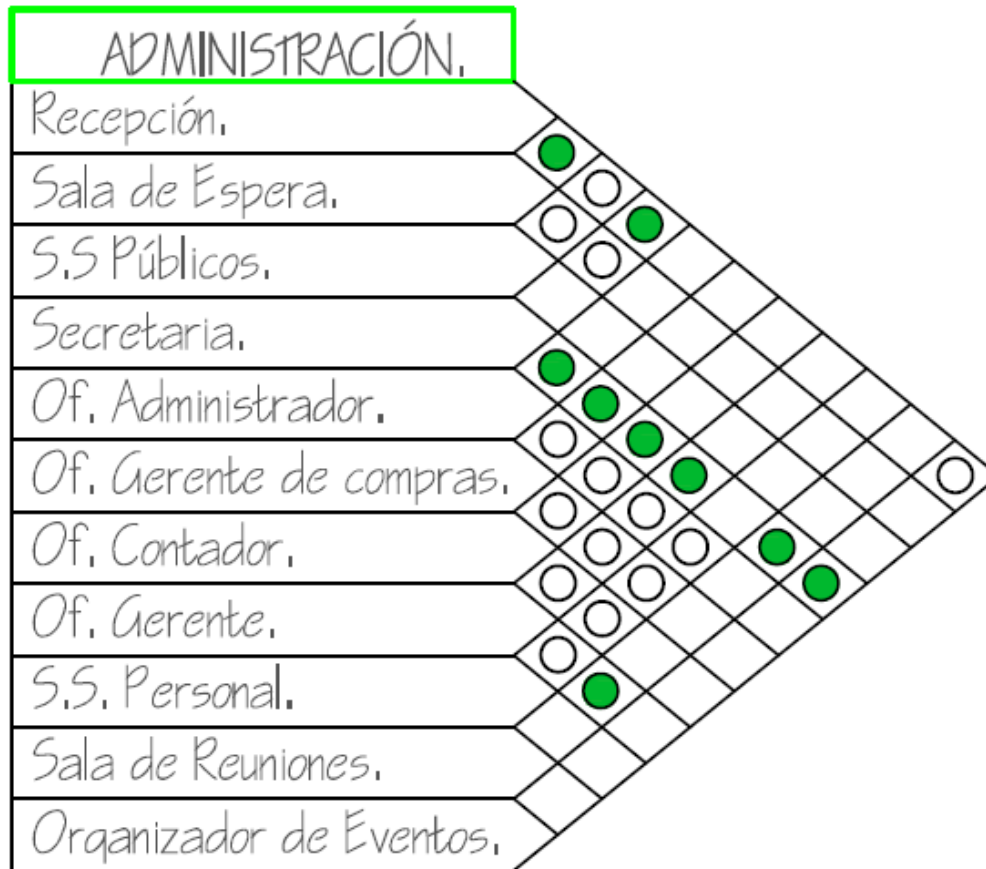 ADMINISTRACIÓN.
Recepción.
Sala de Espera.
S.S Públicos.
Secretaria.
Of. Administrador.
Of. Gerente de compras.
Of. Contador.
Of. Gerente.
S.S. Personal.
Sala de Reuniones.
Organizador de Eventos.